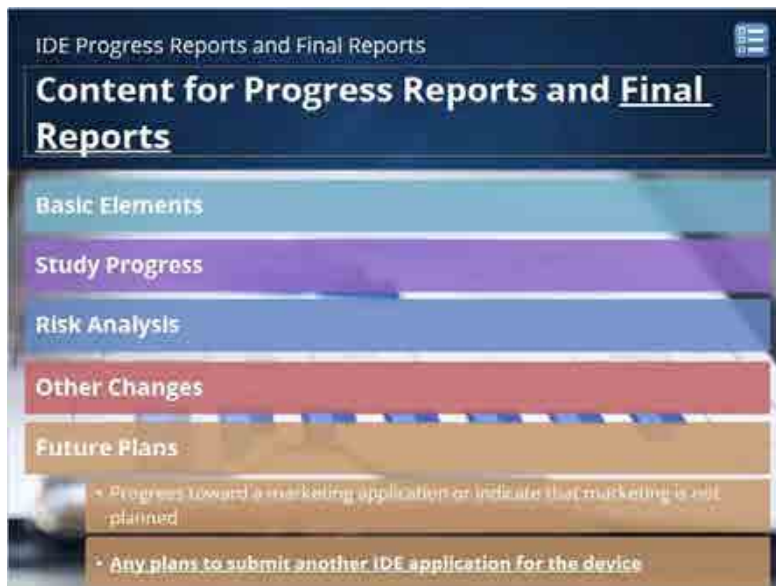 IDE Progress Reports and Final Reports
Content for Progress Reports and Final
Reports
Basic Elements
Study Progress
Risk Analysis
Other Changes
Future Plans
• Progress toward a marketing application or indicate that marketing is not
planned
• Any plans to submit another IDE application for the device